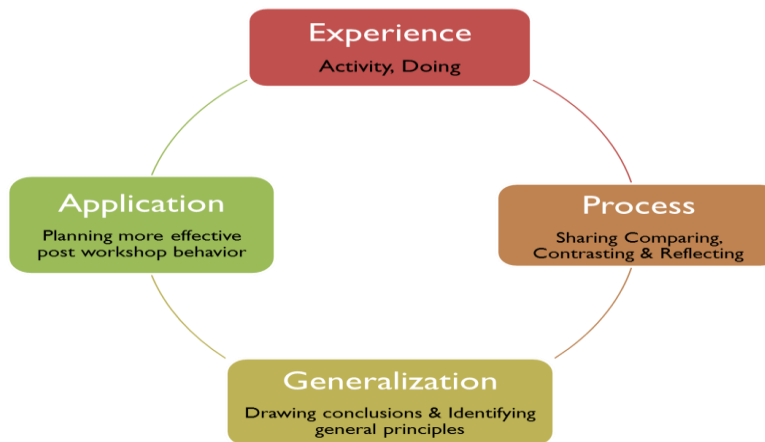 Experience
Activity, Doing
Application
Planning more effective
post workshop behavior
Process
Sharing Comparing,
Contrasting & Reflecting
Generalization
Drawing conclusions & Identifying
general principles